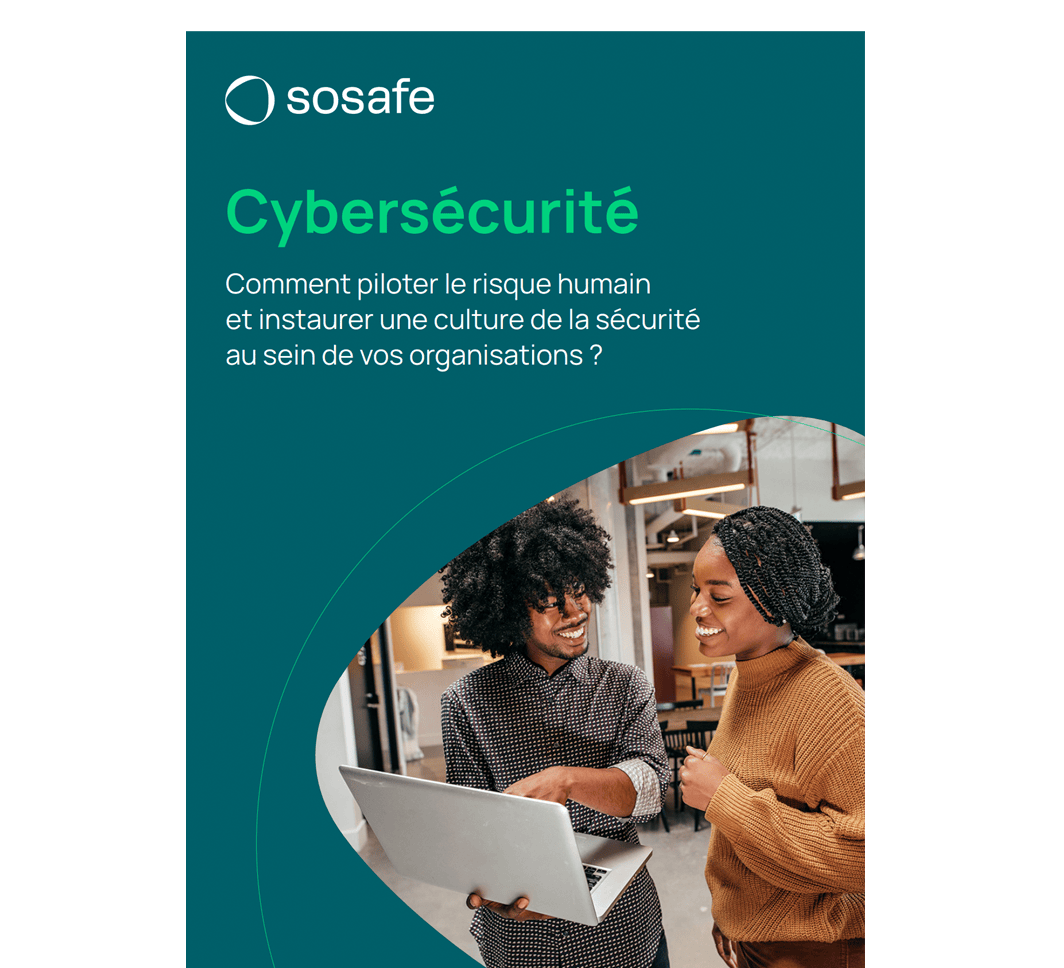 sosafe
Cybersécurité
Comment piloter le risque humain
et instaurer une culture de la sécurité
au sein de vos organisations ?